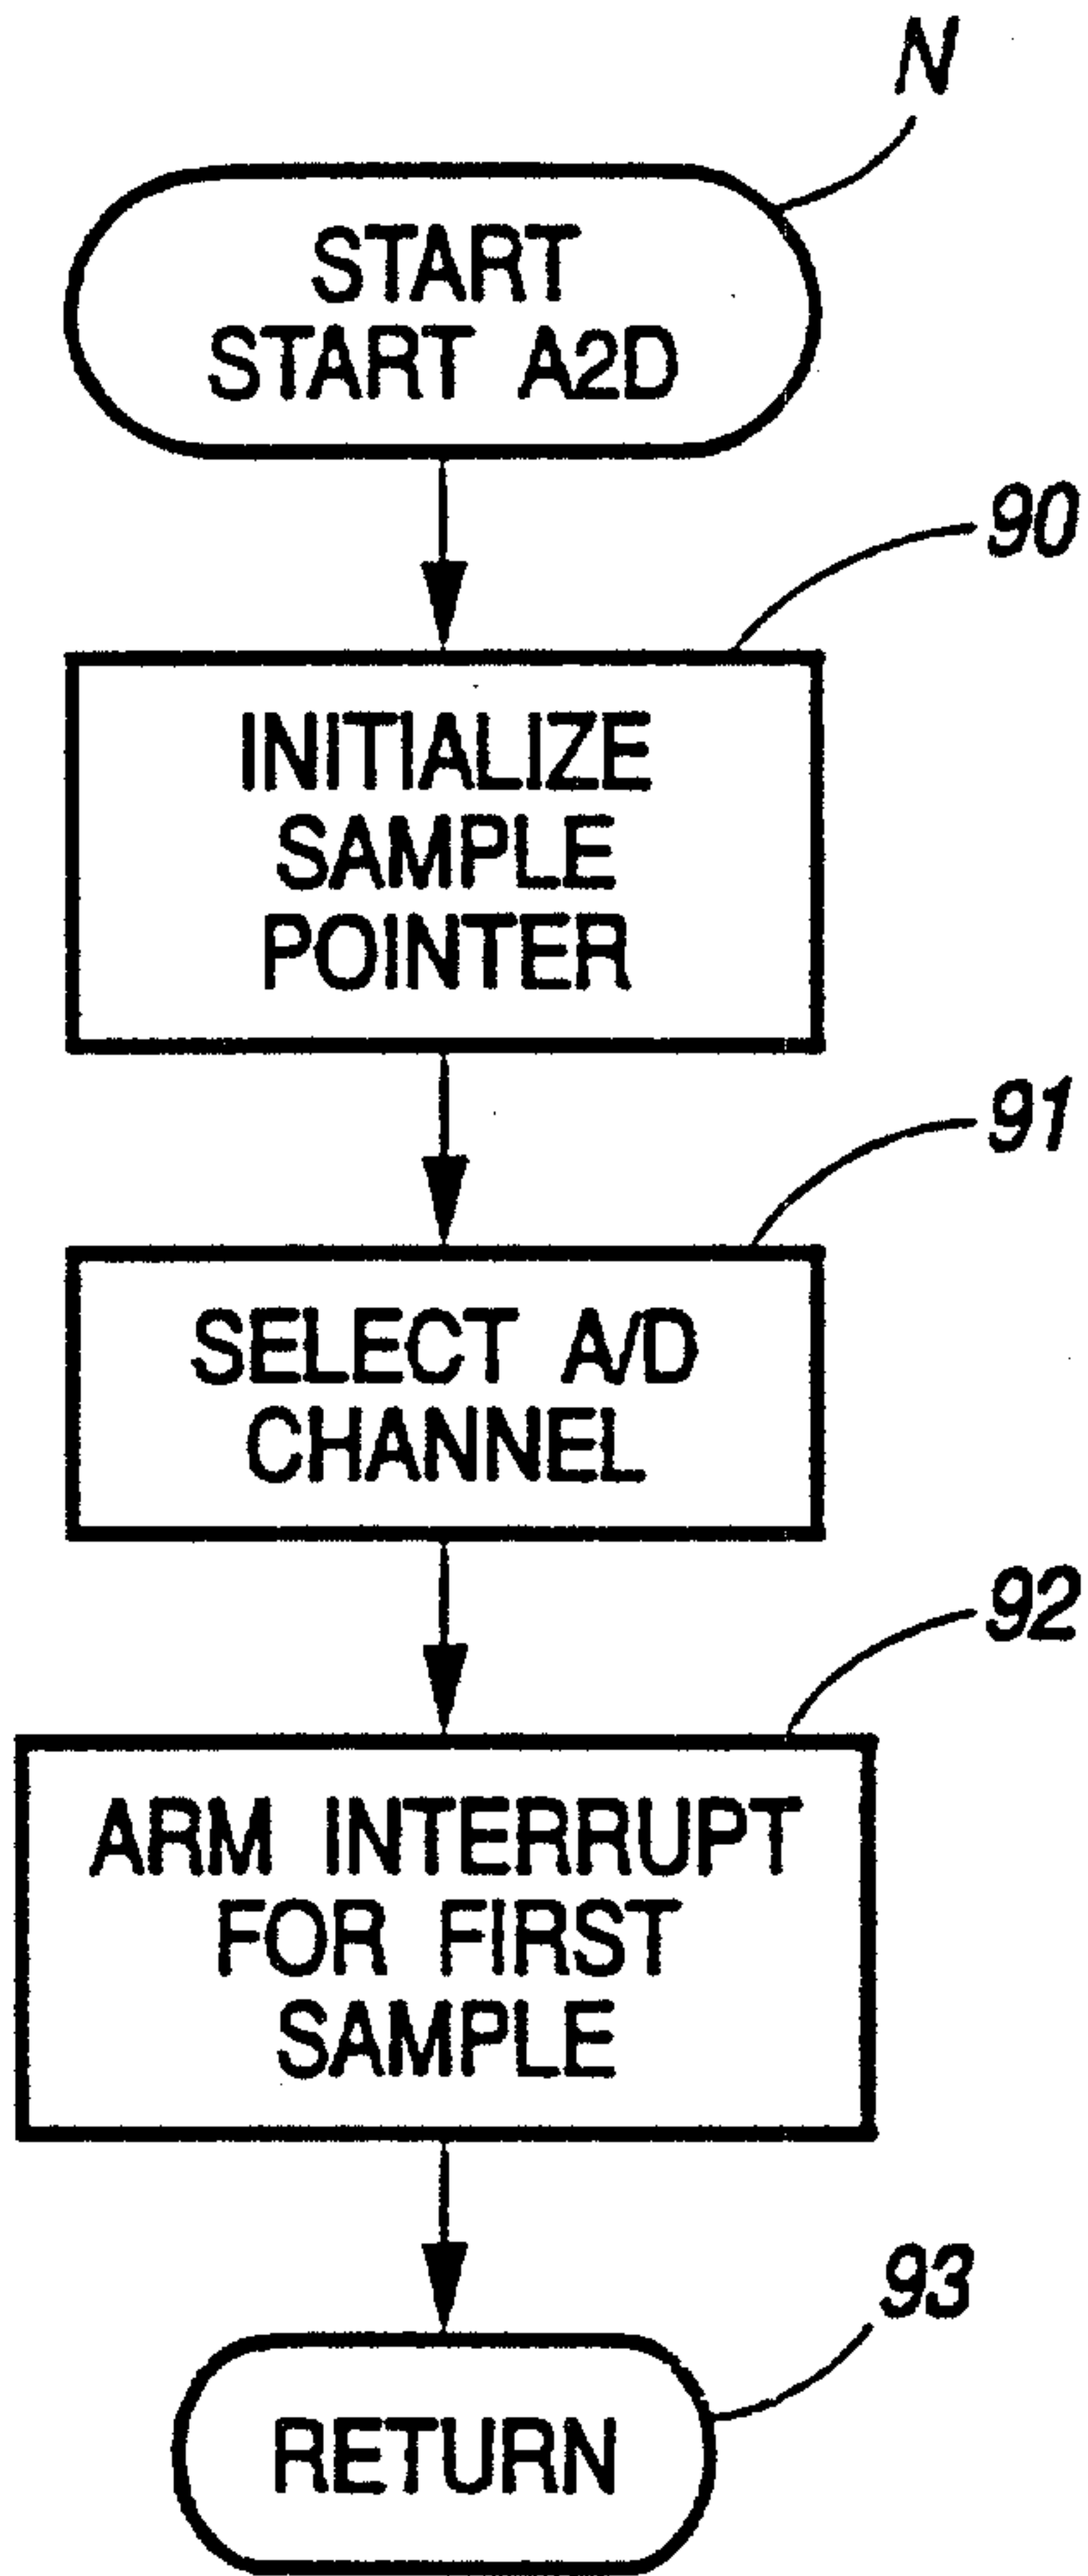 N
START
START A2D
90
INITIALIZE
SAMPLE
POINTER
91
SELECT A/D
CHANNEL
92
ARM INTERRUPT
FOR FIRST
SAMPLE
93
RETURN